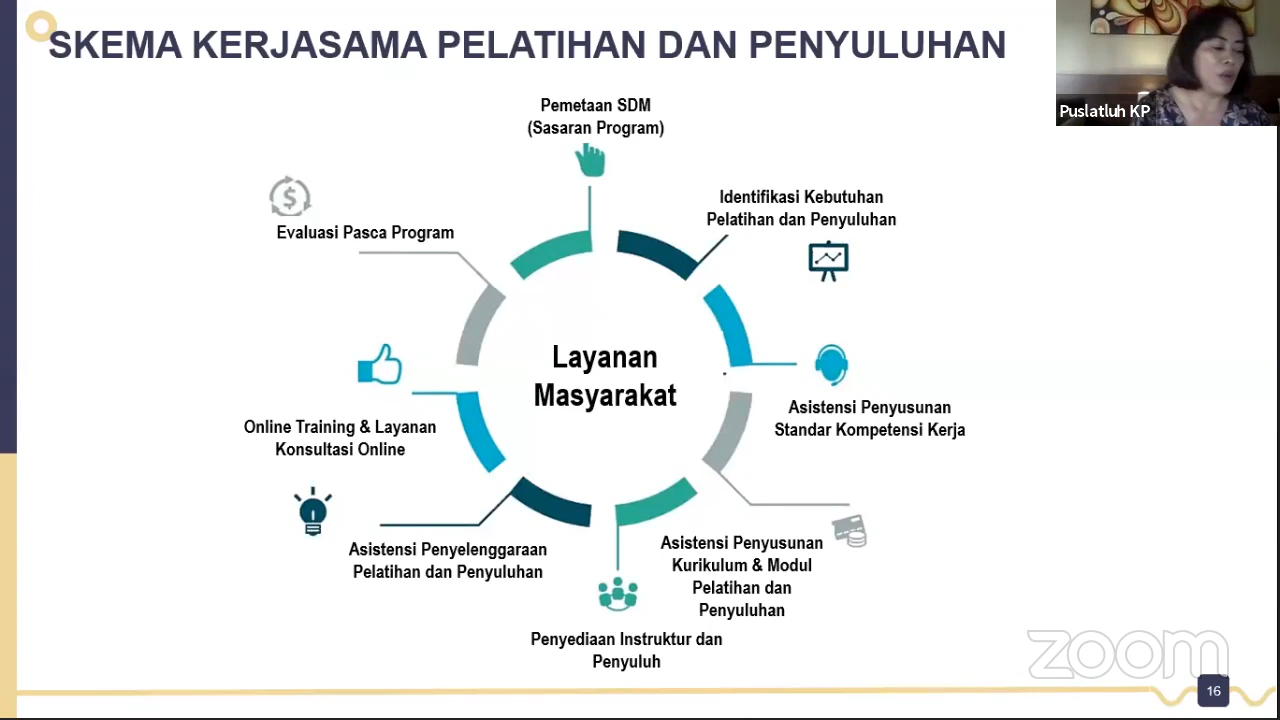 SKEMA KERJASAMA PELATIHAN DAN PENYULUHAN
Puslatluh KP
Pemetaan SDM
(Sasaran Program)
Identifikasi Kebutuhan
Pelatihan dan Penyuluhan
Evaluasi Pasca Program
Layanan
Masyarakat
Asistensi Penyusunan
Standar Kompetensi Kerja
Online Training & Layanan
Konsultasi Online
Asistensi Penyelenggaraan
Pelatihan dan Penyuluhan
Asistensi Penyusunan
Kurikulum & Modul
Pelatihan dan
Penyuluhan
Penyediaan Instruktur dan
Penyuluh
zoom
16